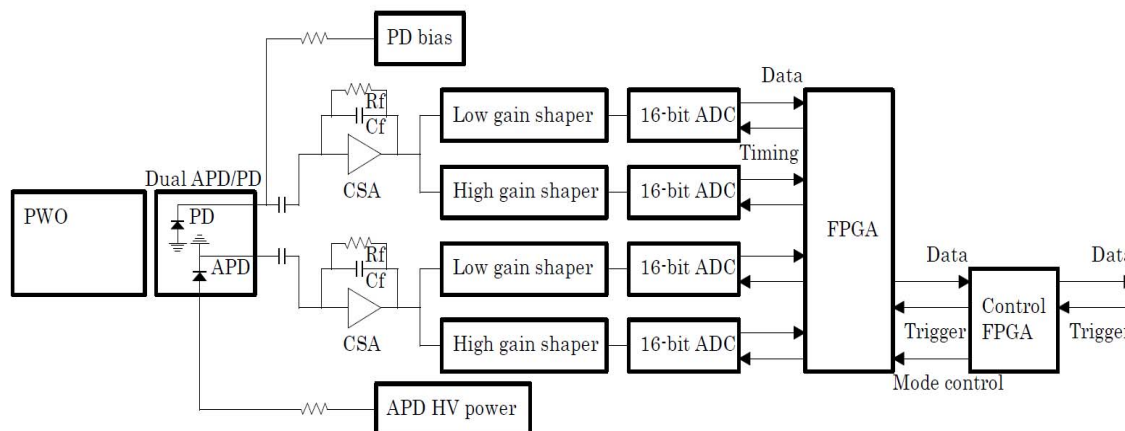 PD bias
Data
Rf
Cf
Low gain shaper
16-bit ADC
Timing
Dual APD/PD
CSA
High gain shaper
16-bit ADC
PWO
PD
FPGA
APD
Rf
Cf
Low gain shaper
16-bit ADC
Data
Data
Control
FPGA
Trigger
Trigger
CSA
High gain shaper
16-bit ADC
Mode control
APD HV power